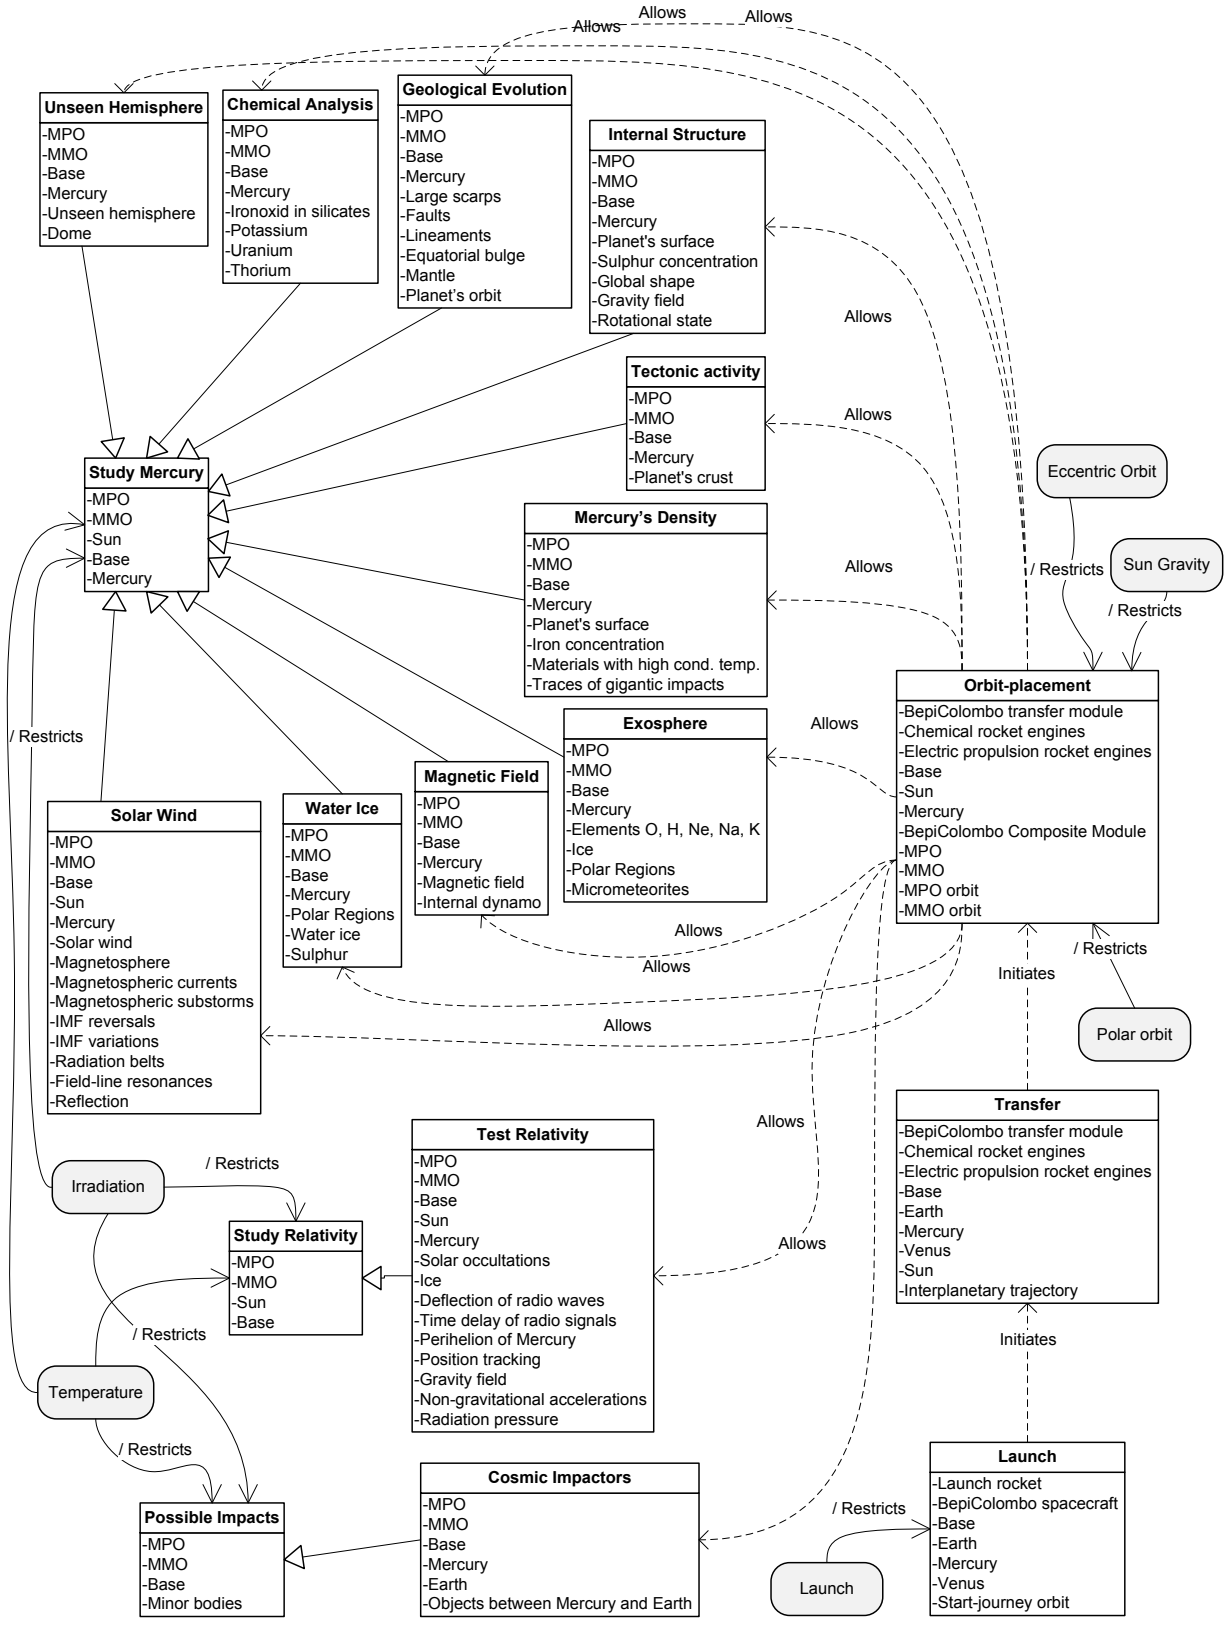 Allows
Allows
Allows
Unseen Hemisphere
-MPO
-MMO
-Base
-Mercury
-Unseen hemisphere
-Dome
Chemical Analysis
-MPO
-MMO
-Base
-Mercury
-Ironoxid in silicates
-Potassium
-Uranium
-Thorium
Geological Evolution
-MPO
-MMO
-Base
-Mercury
-Large scarps
-Faults
-Lineaments
-Equatorial bulge
-Mantle
-Planet's orbit
Internal Structure
-MPO
-MMO
-Base
-Mercury
-Planet's surface
-Sulphur concentration
-Global shape
-Gravity field
-Rotational state
Allows
Tectonic activity
-MPO
-MMO
-Base
-Mercury
-Planet's crust
Allows
Study Mercury
-MPO
-MMO
-Sun
-Base
-Mercury
Eccentric Orbit
/ Restricts
Sun Gravity
/ Restricts
Mercury's Density
-MPO
-MMO
-Base
-Mercury
-Planet's surface
-Iron concentration
-Materials with high cond. temp.
-Traces of gigantic impacts
Allows
Orbit-placement
-BepiColombo transfer module
-Chemical rocket engines
-Electric propulsion rocket engines
-Base
-Sun
-Mercury
-BepiColombo Composite Module
-MPO
-MMO
-MPO orbit
-MMO orbit
Exosphere
-MPO
-MMO
-Base
-Mercury
-Elements O, H, Ne, Na, K
-Ice
-Polar Regions
-Micrometeorites
Allows
/ Restricts
Magnetic Field
-MPO
-MMO
-Base
-Mercury
-Magnetic field
-Internal dynamo
Water Ice
-MPO
-MMO
-Base
-Mercury
-Polar Regions
-Water ice
-Sulphur
Solar Wind
-MPO
-MMO
-Base
-Sun
-Mercury
-Solar wind
-Magnetosphere
-Magnetospheric currents
-Magnetospheric substorms
-IMF reversals
-IMF variations
-Radiation belts
-Field-line resonances
-Reflection
Allows
Allows
Allows
Initiates
/ Restricts
Polar orbit
Transfer
-BepiColombo transfer module
-Chemical rocket engines
-Electric propulsion rocket engines
-Base
-Earth
-Mercury
-Venus
-Sun
-Interplanetary trajectory
Allows
Allows
Test Relativity
-MPO
-MMO
-Base
-Sun
-Mercury
-Solar occultations
-Ice
-Deflection of radio waves
-Time delay of radio signals
-Perihelion of Mercury
-Position tracking
-Gravity field
-Non-gravitational accelerations
-Radiation pressure
Irradiation
/ Restricts
Study Relativity
-MPO
-MMO
-Sun
-Base
/ Restricts
Temperature
/ Restricts
Initiates
Possible Impacts
-MPO
-MMO
-Base
-Minor bodies
Cosmic Impactors
-MPO
-MMO
-Base
-Mercury
-Earth
-Objects between Mercury and Earth
/ Restricts
Launch
Launch
-Launch rocket
-BepiColombo spacecraft
-Base
-Earth
-Mercury
-Venus
-Start-journey orbit